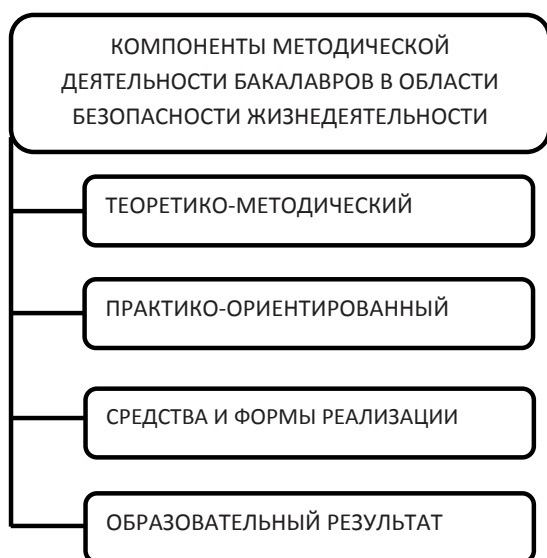 КОМПОНЕНТЫ МЕТОДИЧЕСКОЙ
ДЕЯТЕЛЬНОСТИ БАКАЛАВРОВ В ОБЛАСТИ
БЕЗОПАСНОСТИ ЖИЗНЕДЕЯТЕЛЬНОСТИ
ТЕОРЕТИКО-МЕТОДИЧЕСКИЙ
ПРАКТИКО-ОРИЕНТИРОВАННЫЙ
СРЕДСТВА И ФОРМЫ РЕАЛИЗАЦИИ
ОБРАЗОВАТЕЛЬНЫЙ РЕЗУЛЬТАТ